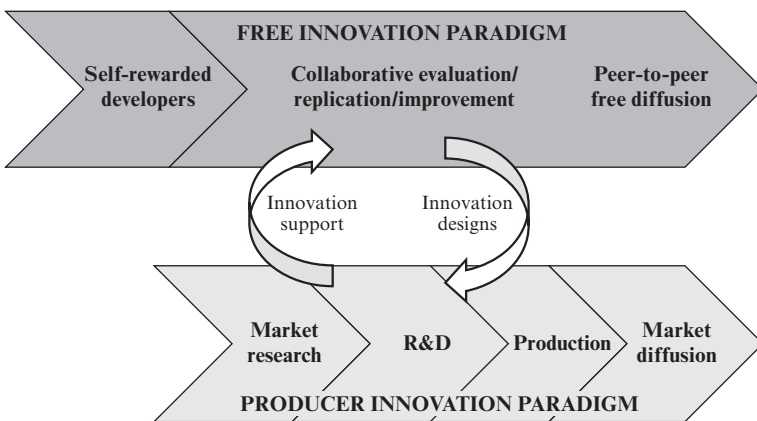 FREE INNOVATION PARADIGM
Self-rewarded
developers
Collaborative evaluation/
replication/improvement
Peer-to-peer
free diffusion
Innovation
support
Innovation
designs
Market
research
R&D
Production
Market
diffusion
PRODUCER INNOVATION PARADIGM